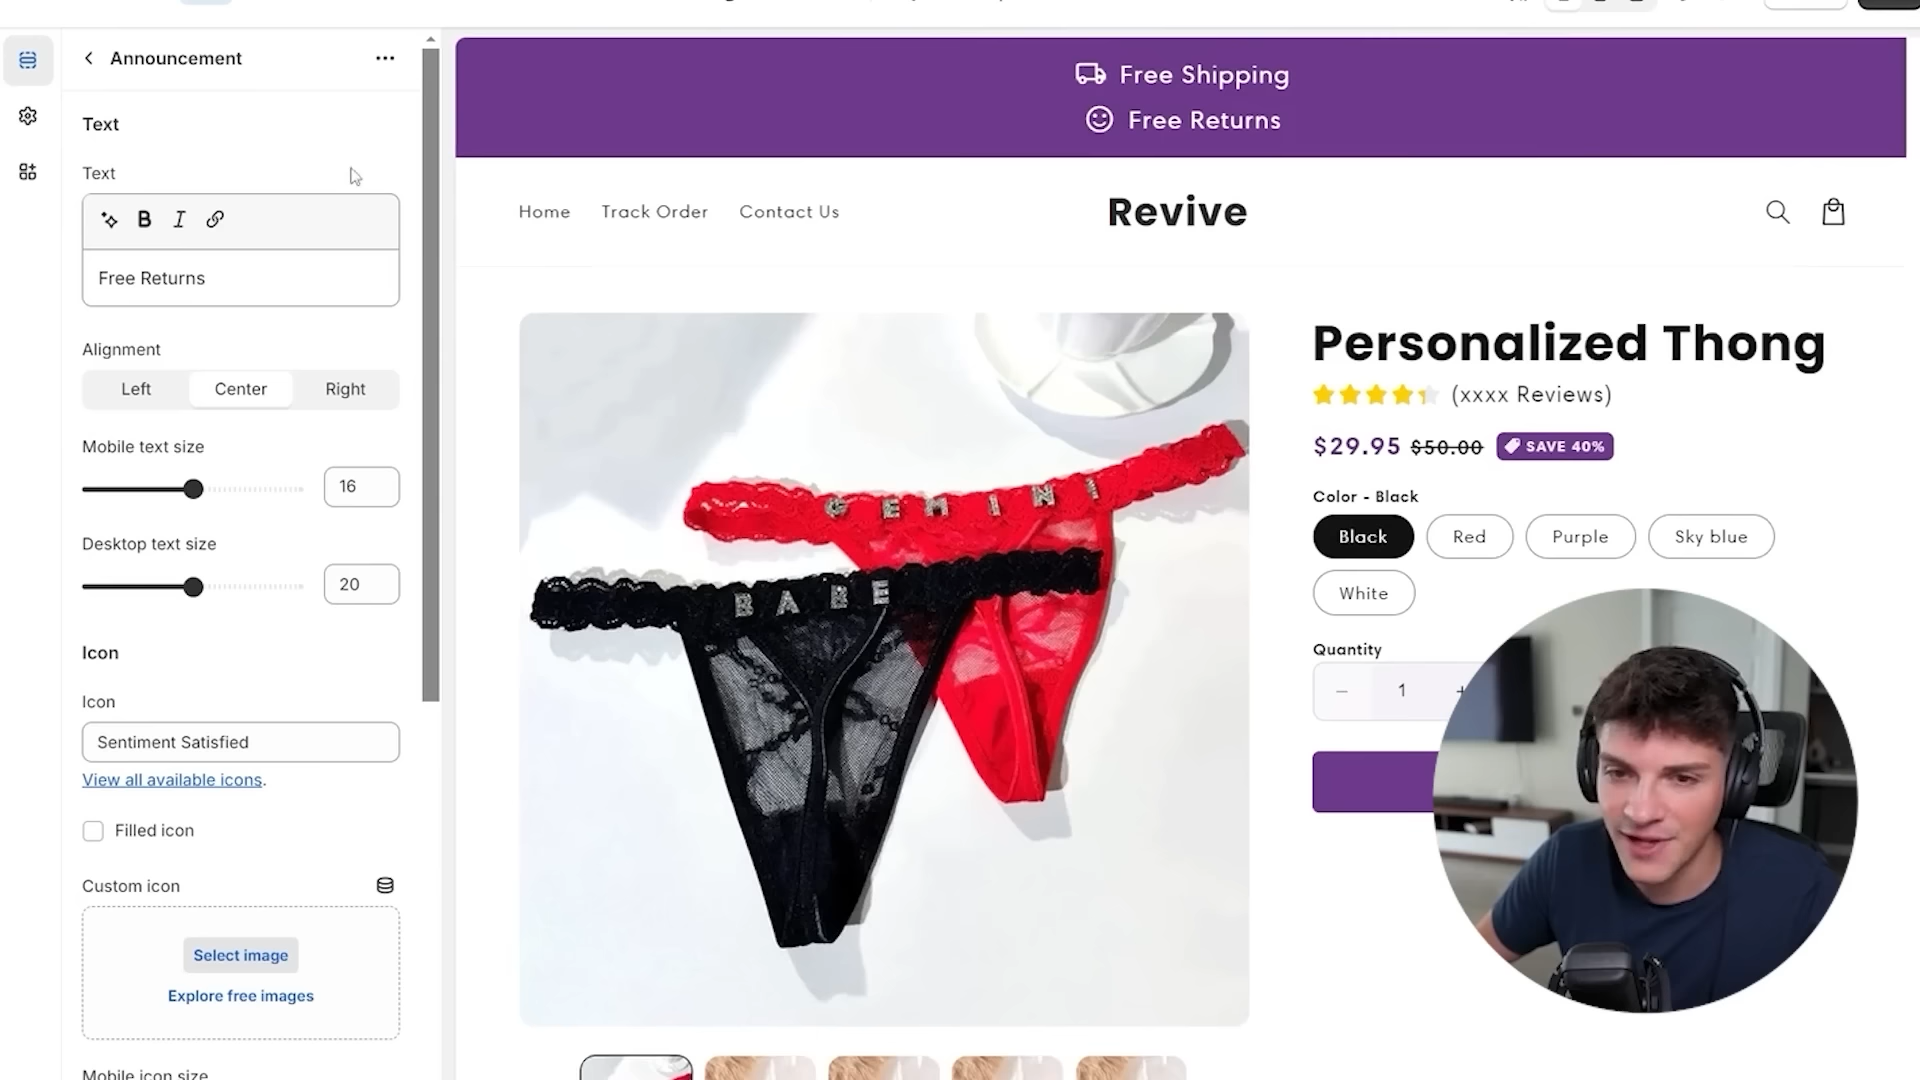 Announcement
Text
Text
B I
Free Returns
Alignment
Left Center Right
Mobile text size
16
Desktop text size
20
Icon
Icon
Sentiment Satisfied
View all available icons.
Filled icon
Custom icon
Select image
Explore free images
Mobile icon size
Free Shipping
Free Returns
Home Track Order Contact Us
Revive
GEMINI
BABE
Personalized Thong
(xxxx Reviews)
$29.95 $50.00 SAVE 40%
Color - Black
Black Red Purple Sky blue
White
Quantity
− 1 +